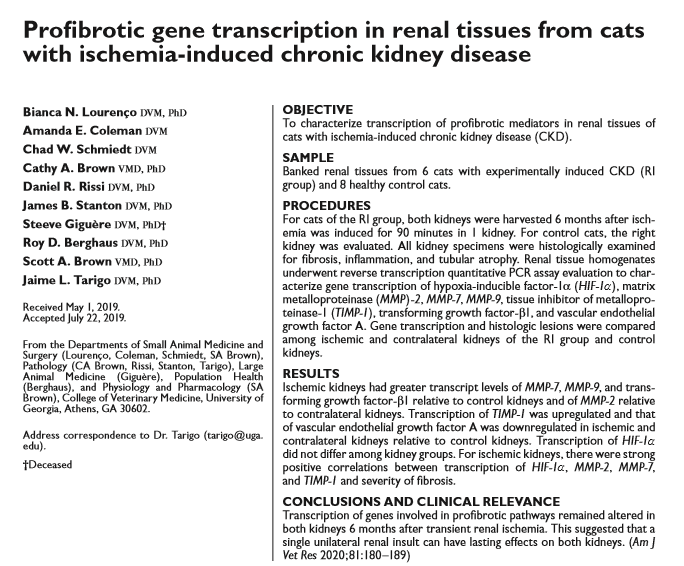 Profibrotic gene transcription in renal tissues from cats
with ischemia-induced chronic kidney disease
Bianca N. Lourenço DVM, PhD
Amanda E. Coleman DVM
Chad W. Schmiedt DVM
Cathy A. Brown VMD, PhD
Daniel R. Rissi DVM, PhD
James B. Stanton DVM, PhD
Steeve Giguère DVM, PhD†
Roy D. Berghaus DVM, PhD
Scott A. Brown VMD, PhD
Jaime L. Tarigo DVM, PhD
Received May 1, 2019.
Accepted July 22, 2019.
From the Departments of Small Animal Medicine and
Surgery (Lourenço, Coleman, Schmiedt, SA Brown),
Pathology (CA Brown, Rissi, Stanton, Tarigo), Large
Animal Medicine (Giguère), Population Health
(Berghaus), and Physiology and Pharmacology (SA
Brown), College of Veterinary Medicine, University of
Georgia, Athens, GA 30602.
Address correspondence to Dr. Tarigo (tarigo@uga.
edu).
†Deceased
OBJECTIVE
To characterize transcription of profibrotic mediators in renal tissues of
cats with ischemia-induced chronic kidney disease (CKD).
SAMPLE
Banked renal tissues from 6 cats with experimentally induced CKD (RI
group) and 8 healthy control cats.
PROCEDURES
For cats of the RI group, both kidneys were harvested 6 months after isch-
emia was induced for 90 minutes in 1 kidney. For control cats, the right
kidney was evaluated. All kidney specimens were histologically examined
for fibrosis, inflammation, and tubular atrophy. Renal tissue homogenates
underwent reverse transcription quantitative PCR assay evaluation to char-
acterize gene transcription of hypoxia-inducible factor-1α (HIF-1α), matrix
metalloproteinase (MMP)-2, MMP-7, MMP-9, tissue inhibitor of metallopro-
teinase-1 (TIMP-1), transforming growth factor-β1, and vascular endothelial
growth factor A. Gene transcription and histologic lesions were compared
among ischemic and contralateral kidneys of the RI group and control
kidneys.
RESULTS
Ischemic kidneys had greater transcript levels of MMP-7, MMP-9, and trans-
forming growth factor-β1 relative to control kidneys and of MMP-2 relative
to contralateral kidneys. Transcription of TIMP-1 was upregulated and that
of vascular endothelial growth factor A was downregulated in ischemic and
contralateral kidneys relative to control kidneys. Transcription of HIF-1α
did not differ among kidney groups. For ischemic kidneys, there were strong
positive correlations between transcription of HIF-1α, MMP-2, MMP-7,
and TIMP-1 and severity of fibrosis.
CONCLUSIONS AND CLINICAL RELEVANCE
Transcription of genes involved in profibrotic pathways remained altered in
both kidneys 6 months after transient renal ischemia. This suggested that a
single unilateral renal insult can have lasting effects on both kidneys. (Am J
Vet Res 2020;81:180–189)